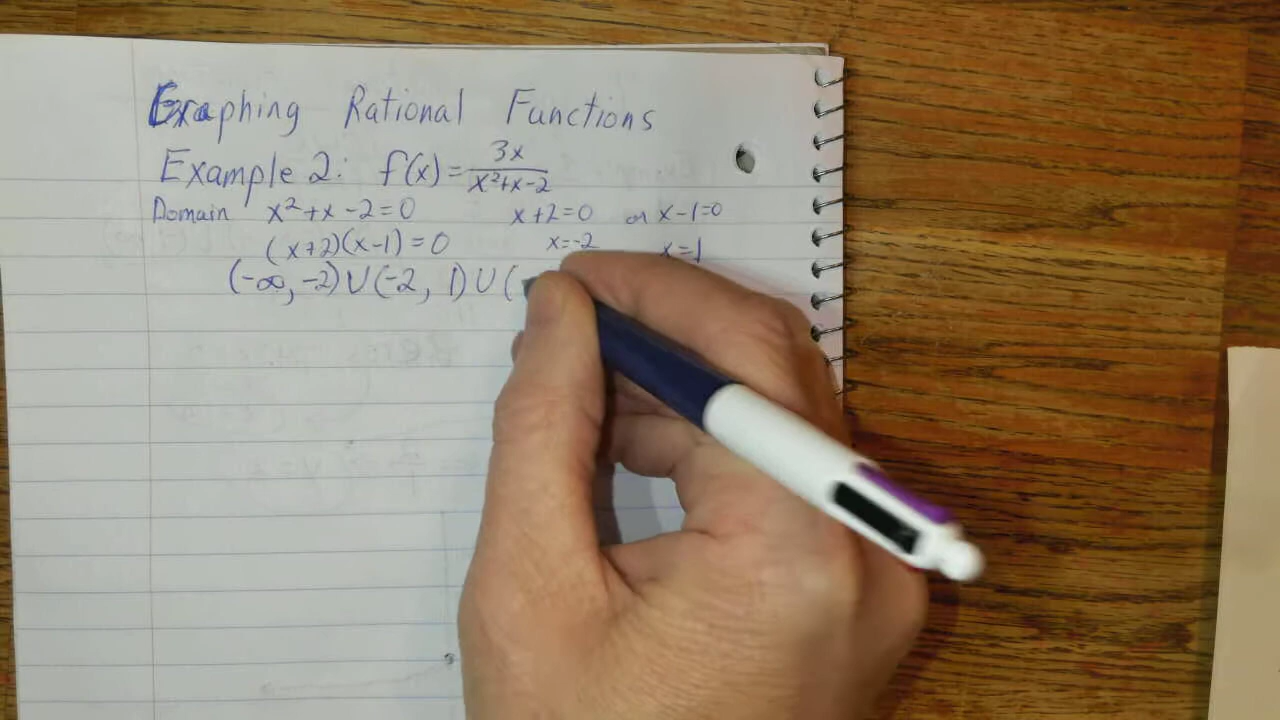 Graphing Rational Functions
Example 2: f(x) = 3x / x²+x-2
Domain x²+x-2=0 x+2=0 or x-1=0
(x+2)(x-1)=0 x=-2 x=1
(-∞,-2)∪(-2, 1)∪(